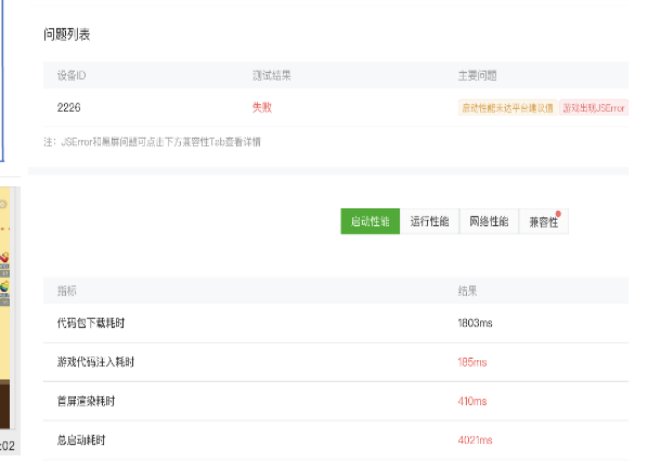 问题列表
设备ID 测试结果 主要问题
2226 失败 启动性能未达平台建议值 游戏出现JSError
注：JSError和黑屏问题可点击下方兼容性Tab查看详情
启动性能 运行性能 网络性能 兼容性
指标 结果
代码包下载耗时 1803ms
游戏代码注入耗时 185ms
首屏渲染耗时 410ms
总启动耗时 4021ms
:02